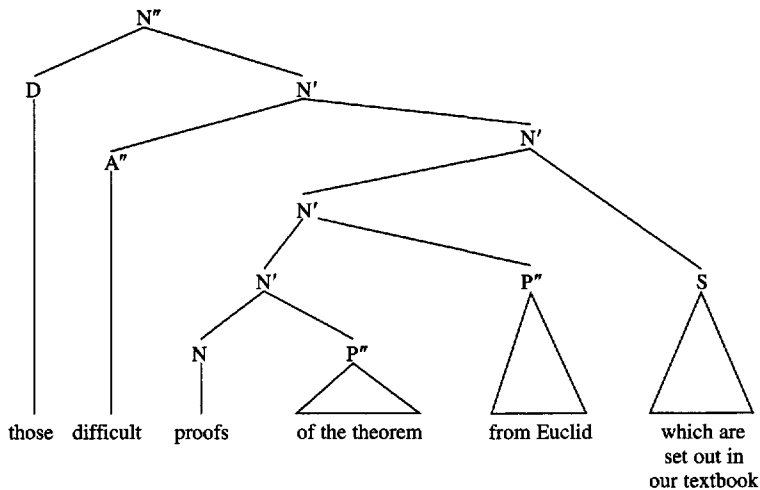 N″
D
N′
A″
N′
N′
N′
P″
S
N
P″
those difficult proofs of the theorem from Euclid which are
set out in
our textbook